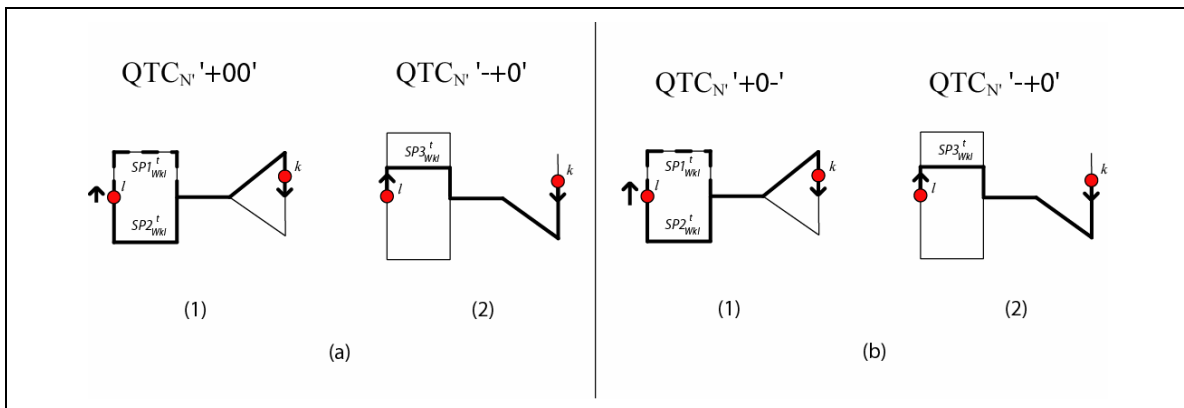 QTC_N' '+00' QTC_N' '-+0' QTC_N' '+0-' QTC_N' '-+0'
SP1^t_Wkl SP3^t_Wkl SP1^t_Wkl SP3^t_Wkl
k k k k
l l l l
SP2^t_Wkl SP2^t_Wkl
(1) (2) (1) (2)
(a) (b)